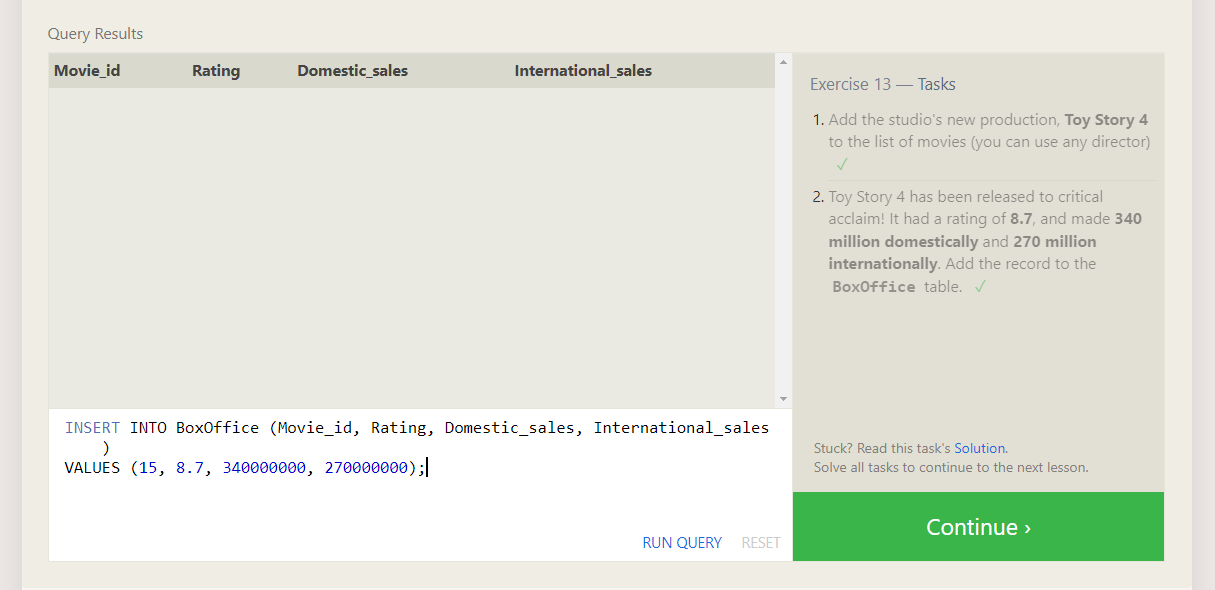 Query Results
Movie_id Rating Domestic_sales International_sales
INSERT INTO BoxOffice (Movie_id, Rating, Domestic_sales, International_sales
)
VALUES (15, 8.7, 340000000, 270000000);
RUN QUERY RESET
Exercise 13 — Tasks
1. Add the studio's new production, Toy Story 4
to the list of movies (you can use any director)
✓
2. Toy Story 4 has been released to critical
acclaim! It had a rating of 8.7, and made 340
million domestically and 270 million
internationally. Add the record to the
BoxOffice table. ✓
Stuck? Read this task's Solution.
Solve all tasks to continue to the next lesson.
Continue ›